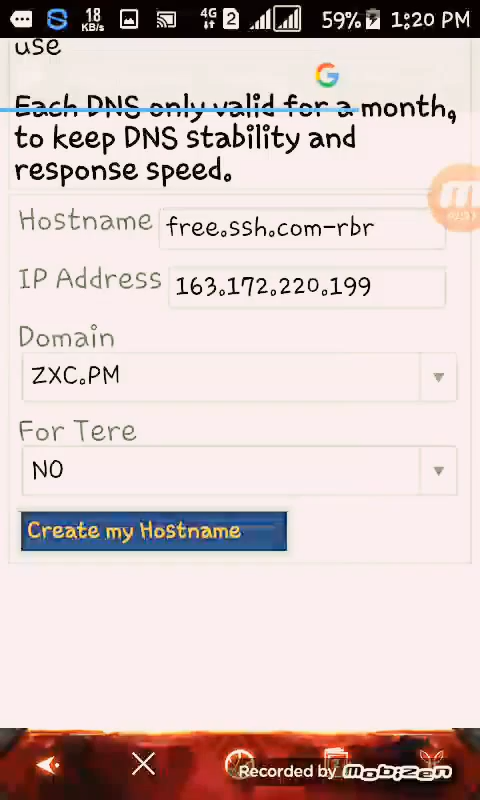 18
KB/s
4G
2
59%
1:20 PM
use
Each DNS only valid for a month,
to keep DNS stability and
response speed.
Hostname
free.ssh.com-rbr
IP Address
163.172.220.199
Domain
ZXC.PM
For Tere
NO
Create my Hostname
Recorded by Mobizen